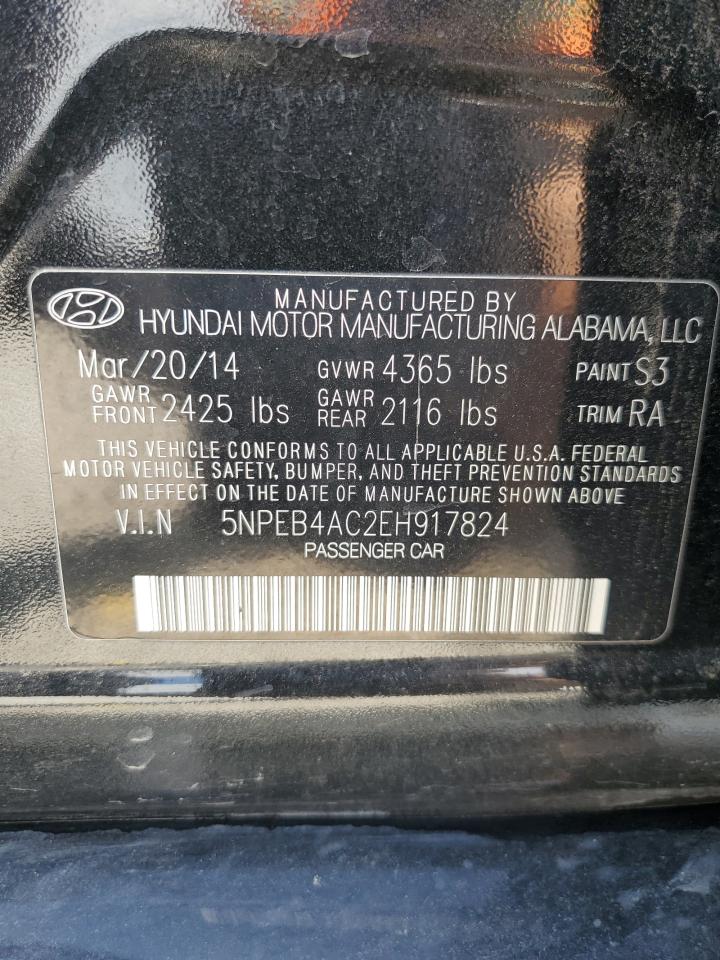 MANUFACTURED BY
HYUNDAI MOTOR MANUFACTURING ALABAMA, LLC
Mar/20/14 GVWR 4365 lbs PAINT S3
GAWR FRONT 2425 lbs GAWR REAR 2116 lbs TRIM RA
THIS VEHICLE CONFORMS TO ALL APPLICABLE U.S.A. FEDERAL
MOTOR VEHICLE SAFETY, BUMPER, AND THEFT PREVENTION STANDARDS
IN EFFECT ON THE DATE OF MANUFACTURE SHOWN ABOVE
V.I.N 5NPEB4AC2EH917824
PASSENGER CAR